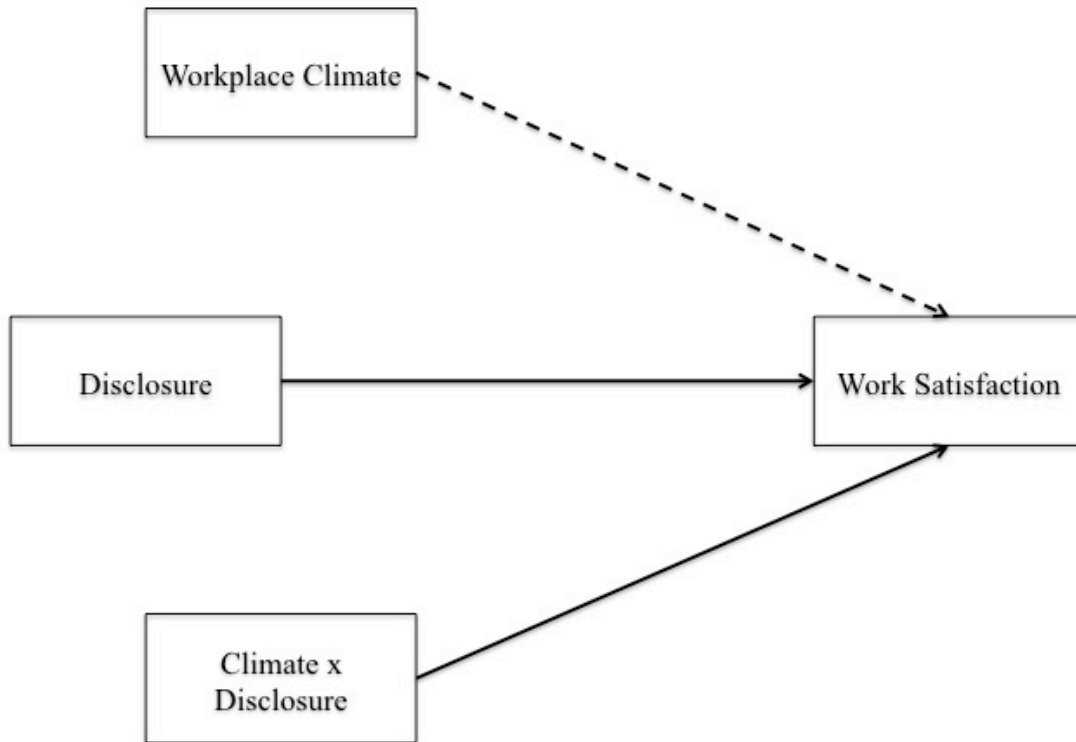 Workplace Climate
Disclosure
Work Satisfaction
Climate x
Disclosure